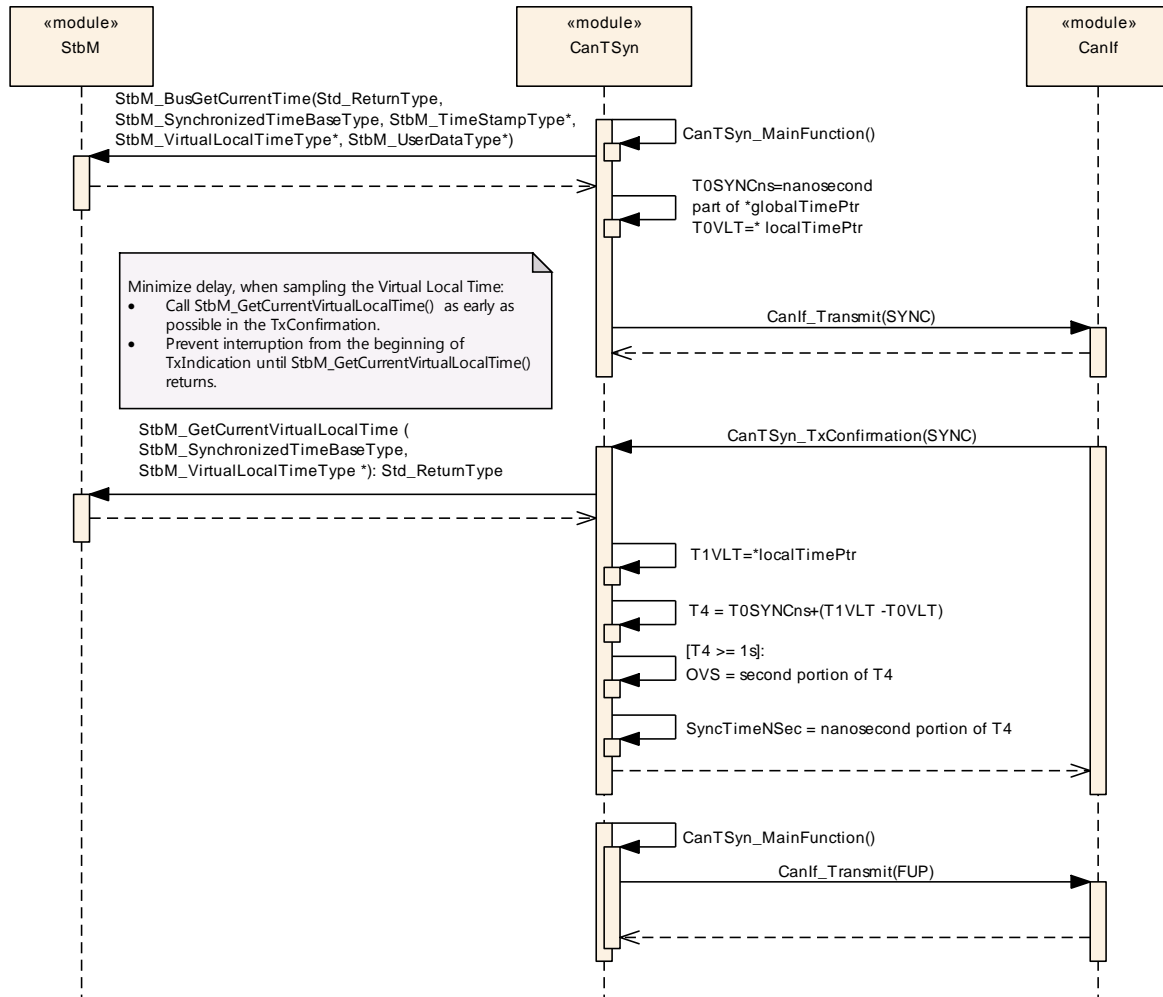 «module»
StbM
«module»
CanTSyn
«module»
CanIf
StbM_BusGetCurrentTime(Std_ReturnType,
StbM_SynchronizedTimeBaseType, StbM_TimeStampType*,
StbM_VirtualLocalTimeType*, StbM_UserDataType*)
CanTSyn_MainFunction()
T0SYNCns=nanosecond
part of *globalTimePtr
T0VLT=* localTimePtr
Minimize delay, when sampling the Virtual Local Time:
• Call StbM_GetCurrentVirtualLocalTime() as early as
possible in the TxConfirmation.
• Prevent interruption from the beginning of
TxIndication until StbM_GetCurrentVirtualLocalTime()
returns.
CanIf_Transmit(SYNC)
StbM_GetCurrentVirtualLocalTime (
StbM_SynchronizedTimeBaseType,
StbM_VirtualLocalTimeType *): Std_ReturnType
CanTSyn_TxConfirmation(SYNC)
T1VLT=*localTimePtr
T4 = T0SYNCns+(T1VLT -T0VLT)
[T4 >= 1s]:
OVS = second portion of T4
SyncTimeNSec = nanosecond portion of T4
CanTSyn_MainFunction()
CanIf_Transmit(FUP)